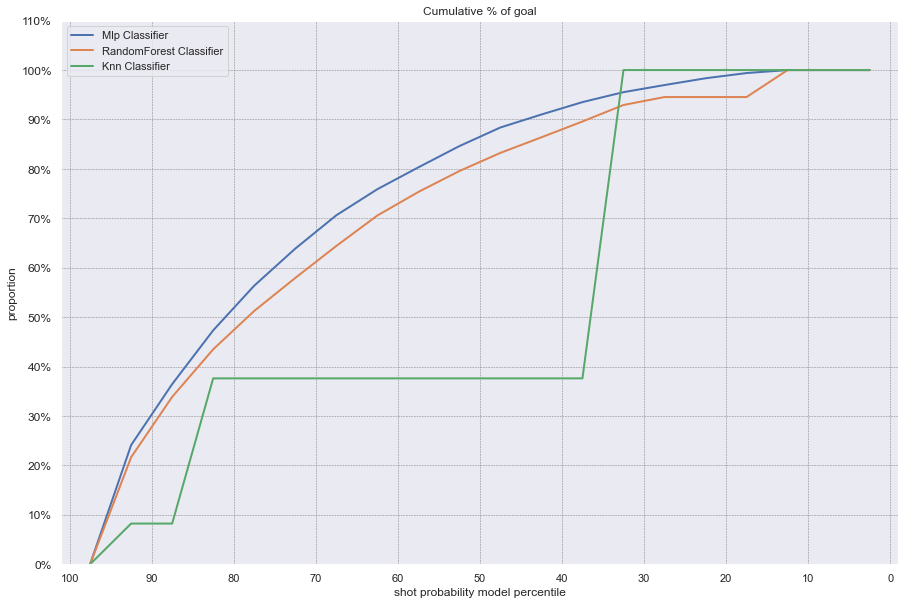 Cumulative % of goal
Mlp Classifier
RandomForest Classifier
Knn Classifier
110%
100%
90%
80%
70%
60%
50%
40%
30%
20%
10%
0%
proportion
100 90 80 70 60 50 40 30 20 10 0
shot probability model percentile